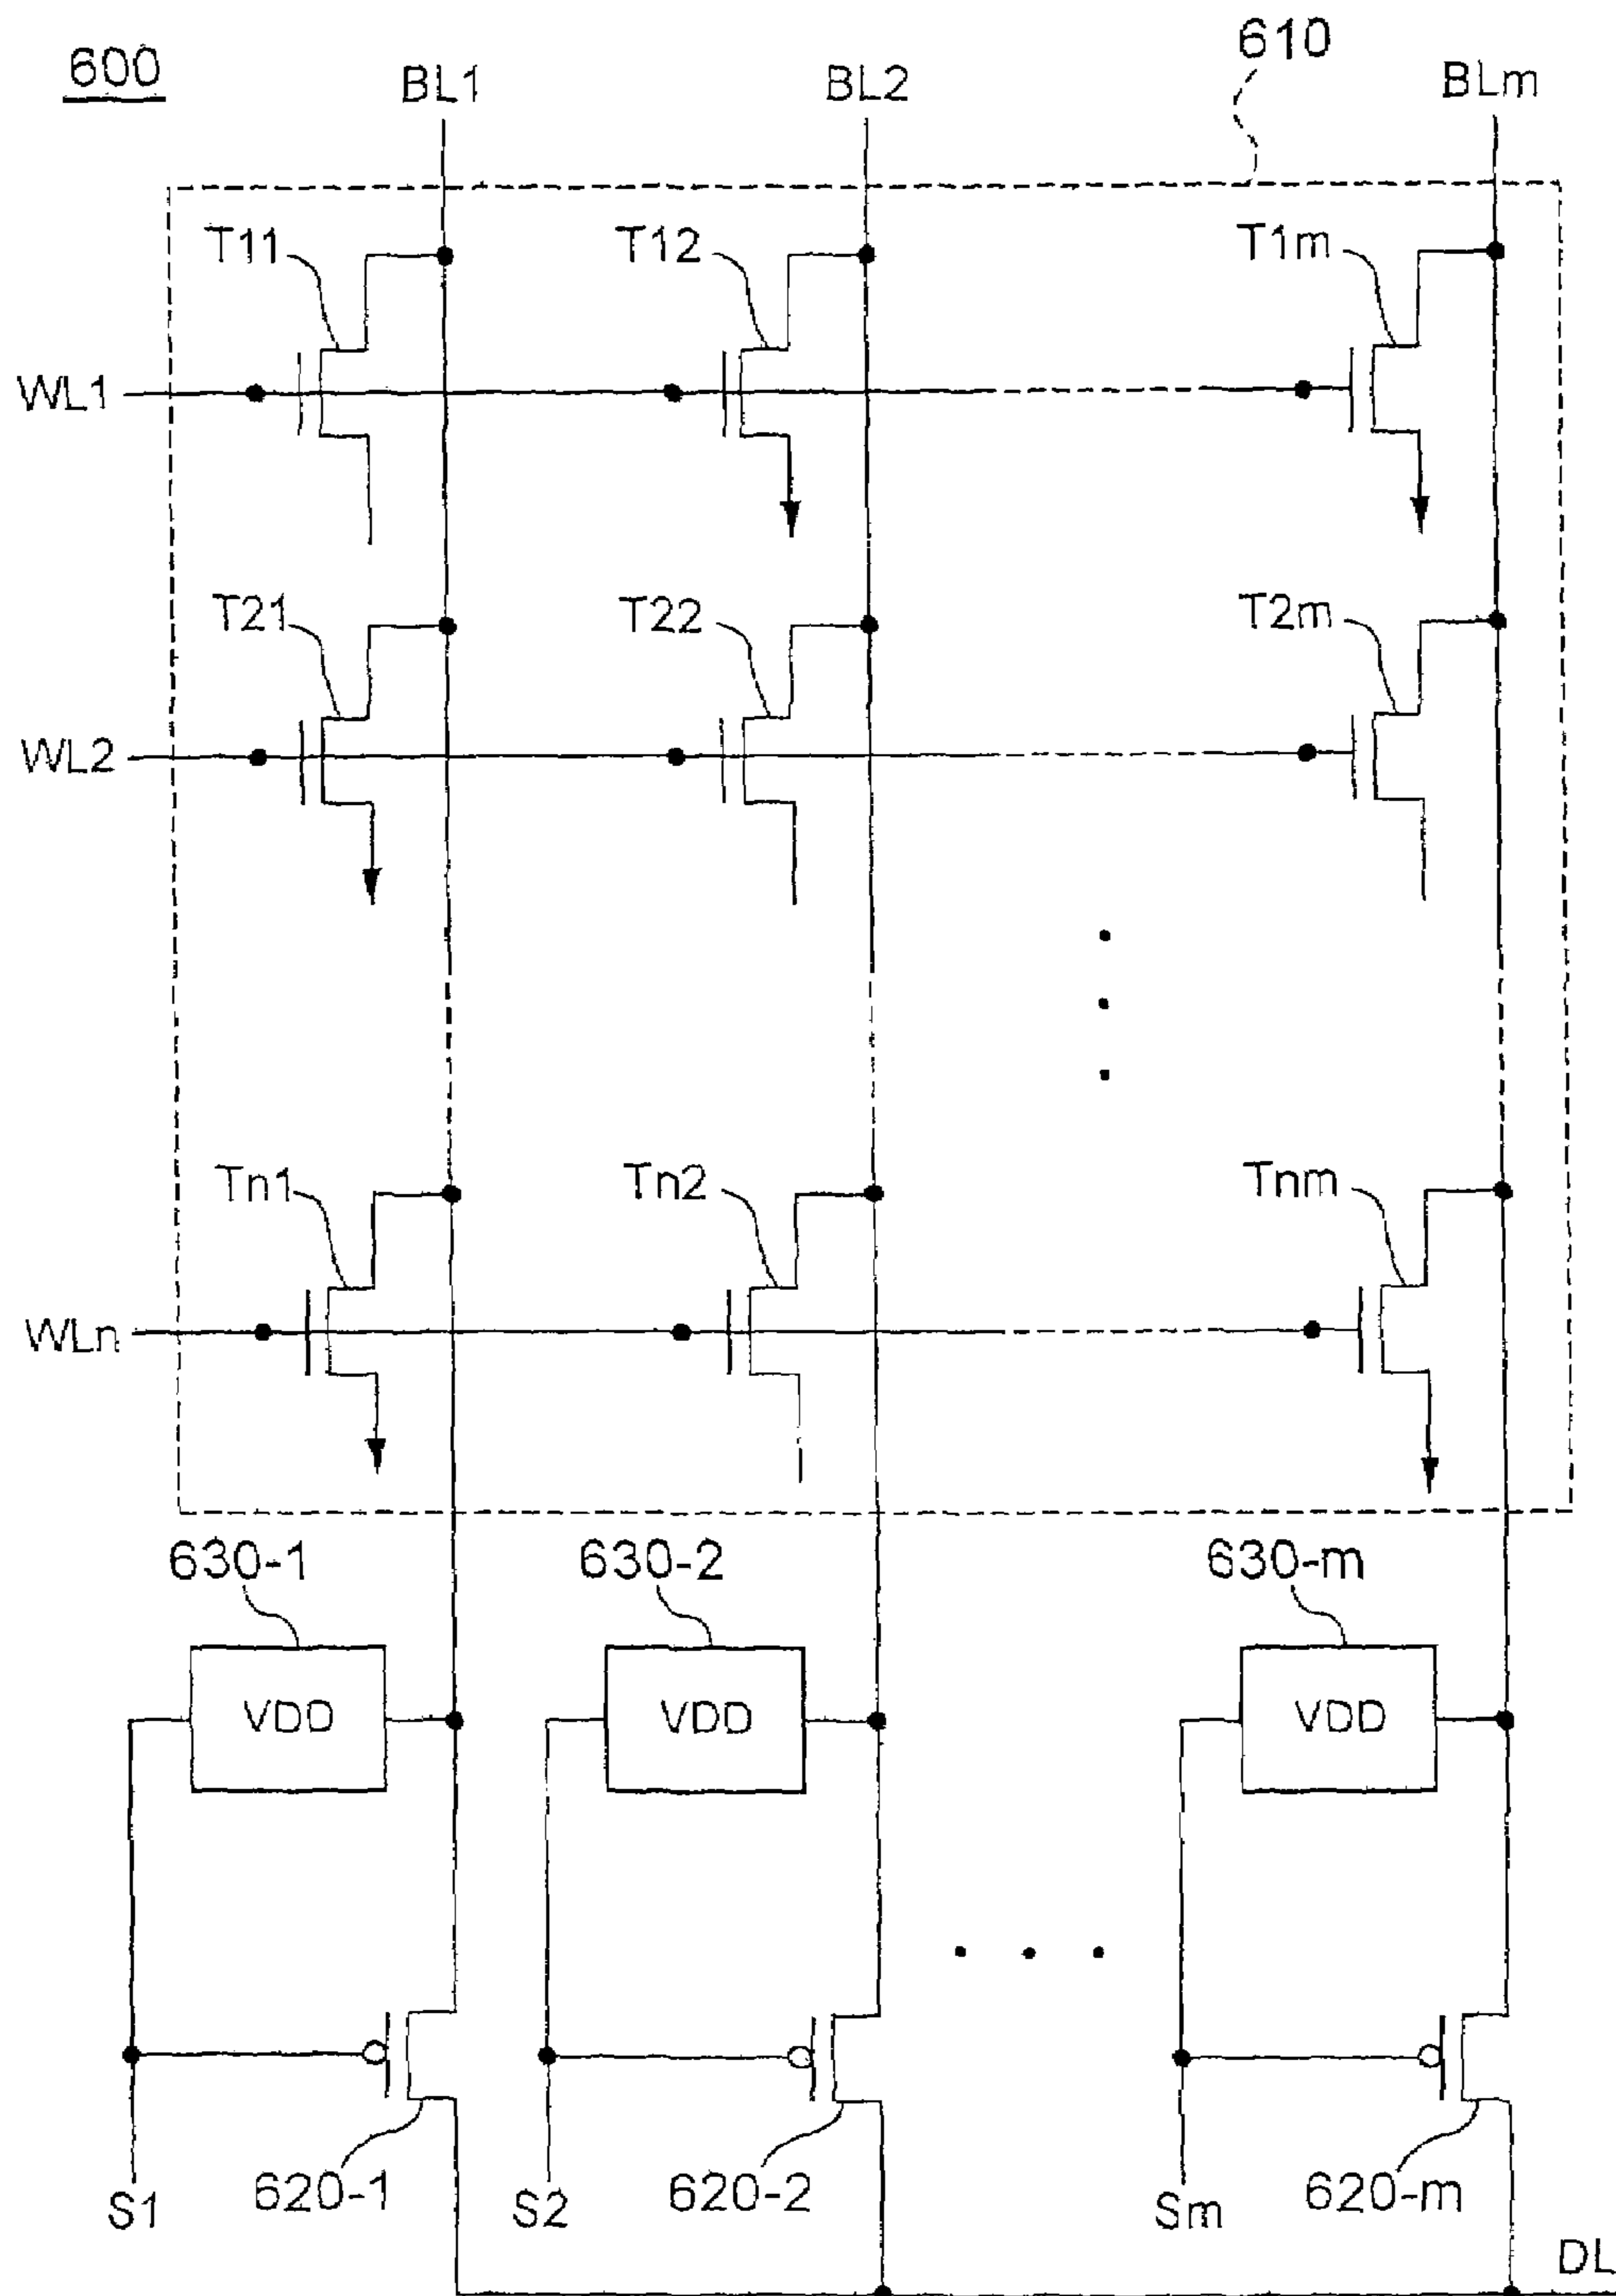 600
610
BL1 BL2 BLm
T11 T12 T1m
WL1
T21 T22 T2m
WL2
Tn1 Tn2 Tnm
WLn
630-1 630-2 630-m
VDD VDD VDD
620-1 620-2 620-m
S1 S2 Sm
DL